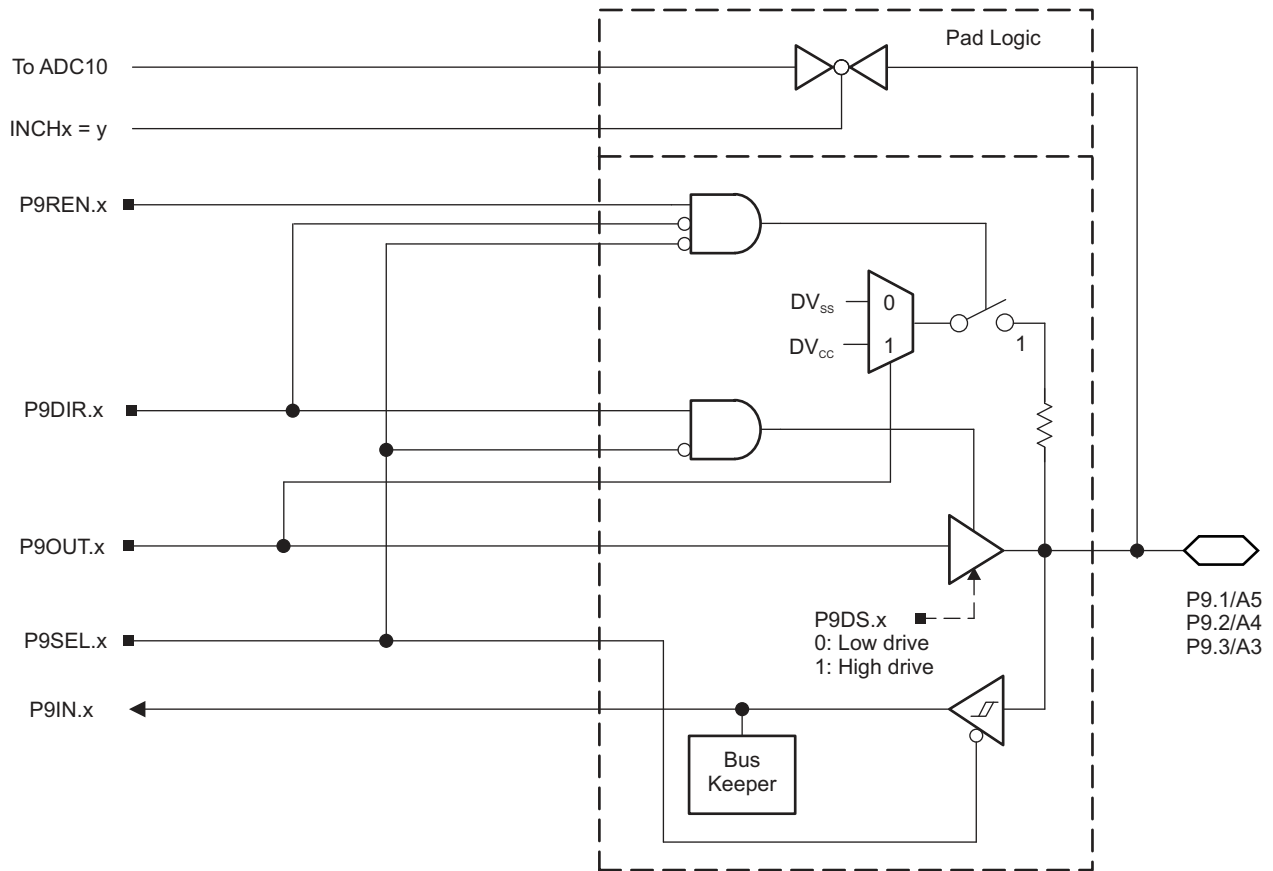 Pad Logic
To ADC10
INCHx = y
P9REN.x
DVSS
0
DVCC
1
1
P9DIR.x
P9OUT.x
P9DS.x
0: Low drive
1: High drive
P9.1/A5
P9.2/A4
P9.3/A3
P9SEL.x
P9IN.x
Bus
Keeper